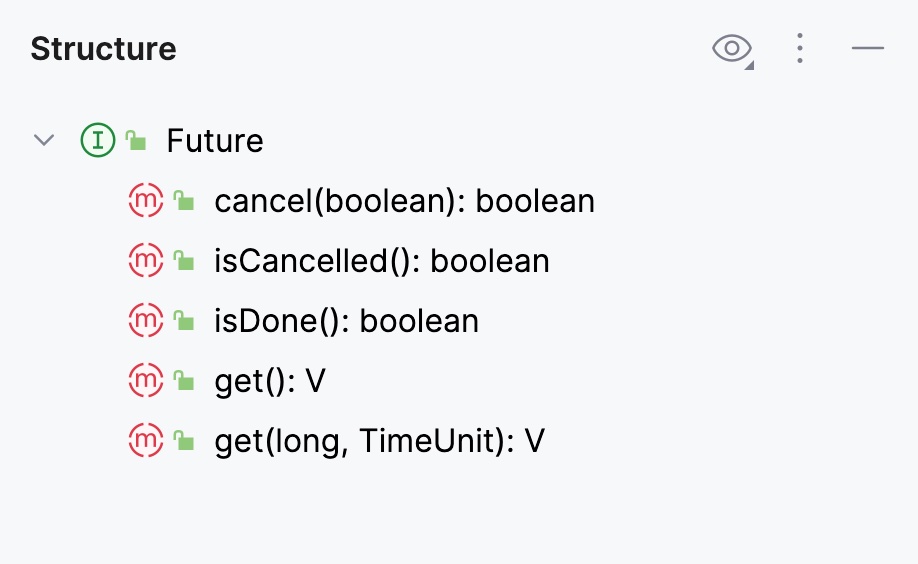 Structure
Future
cancel(boolean): boolean
isCancelled(): boolean
isDone(): boolean
get(): V
get(long, TimeUnit): V